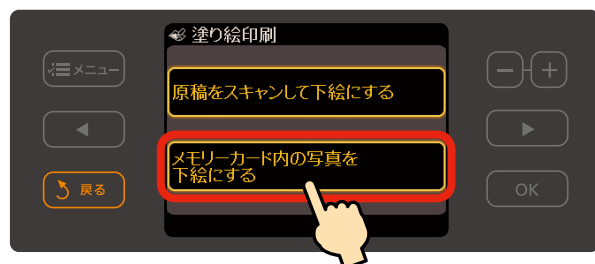 塗り絵印刷
メニュー
原稿をスキャンして下絵にする
メモリーカード内の写真を
下絵にする
戻る
OK